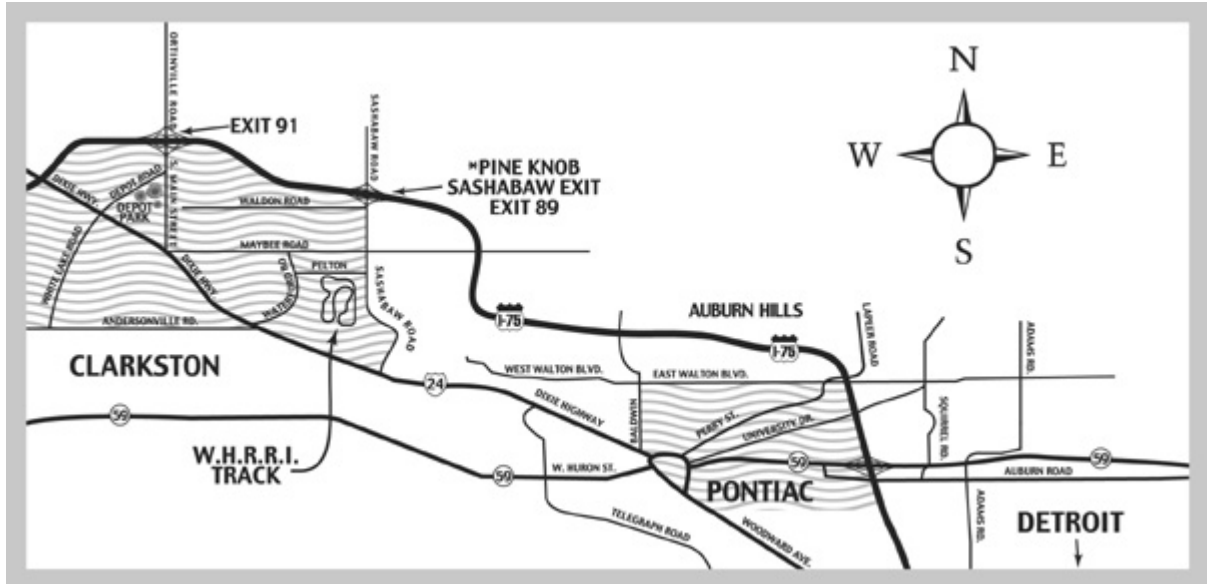 ORTINVILLE ROAD
SASHABAW ROAD
EXIT 91
N
W
E
S
*PINE KNOB
SASHABAW EXIT
EXIT 89
DIXIE HWY.
DEPOT ROAD
DEPOT
PARK
S. MAIN STREET
WALDON ROAD
WHITE LAKE ROAD
MAYBEE ROAD
DIXIE HWY.
WATERFORD RD
PELTON
SASHABAW ROAD
ANDERSONVILLE RD.
I-75
AUBURN HILLS
I-75
LAPEER ROAD
ADAMS RD.
CLARKSTON
WEST WALTON BLVD.
EAST WALTON BLVD.
24
DIXIE HIGHWAY
BALDWIN
PERRY ST.
UNIVERSITY DR.
SQUIRREL RD.
59
W.H.R.R.I.
TRACK
59
W. HURON ST.
59
59
AUBURN ROAD
PONTIAC
TELEGRAPH ROAD
WOODWARD AVE.
ADAMS RD.
DETROIT